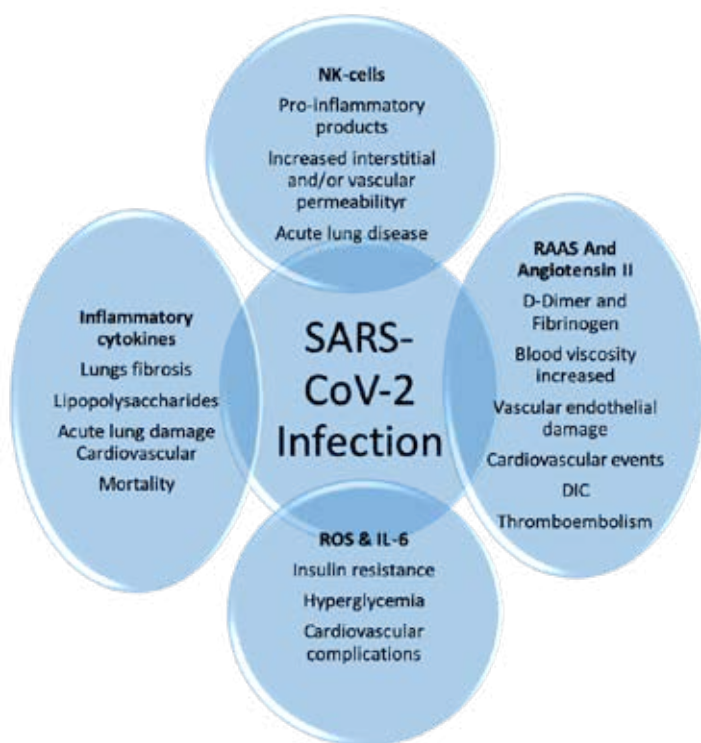 NK-cells
Pro-inflammatory
products
Increased interstitial
and/or vascular
permeabilityr
Acute lung disease
Inflammatory
cytokines
Lungs fibrosis
Lipopolysaccharides
Acute lung damage
Cardiovascular
Mortality
SARS-
CoV-2
Infection
RAAS And
Angiotensin II
D-Dimer and
Fibrinogen
Blood viscosity
increased
Vascular endothelial
damage
Cardiovascular events
DIC
Thromboembolism
ROS & IL-6
Insulin resistance
Hyperglycemia
Cardiovascular
complications